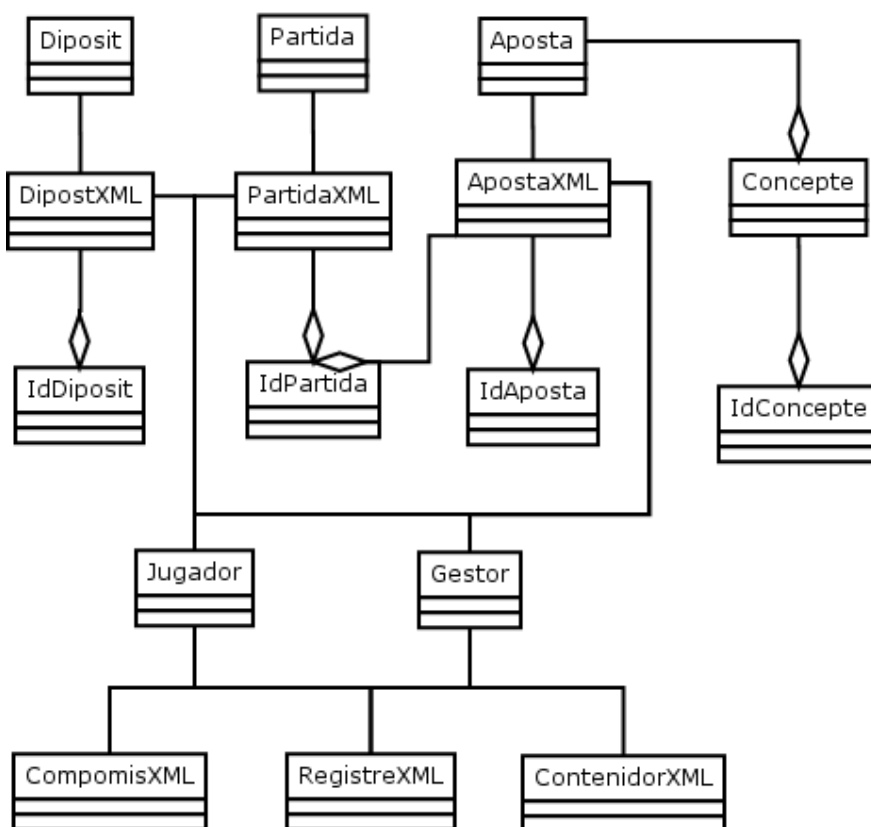 Diposit
Partida
Aposta
DipostXML
PartidaXML
ApostaXML
Concepte
IdDiposit
IdPartida
IdAposta
IdConcepte
Jugador
Gestor
CompomisXML
RegistreXML
ContenidorXML